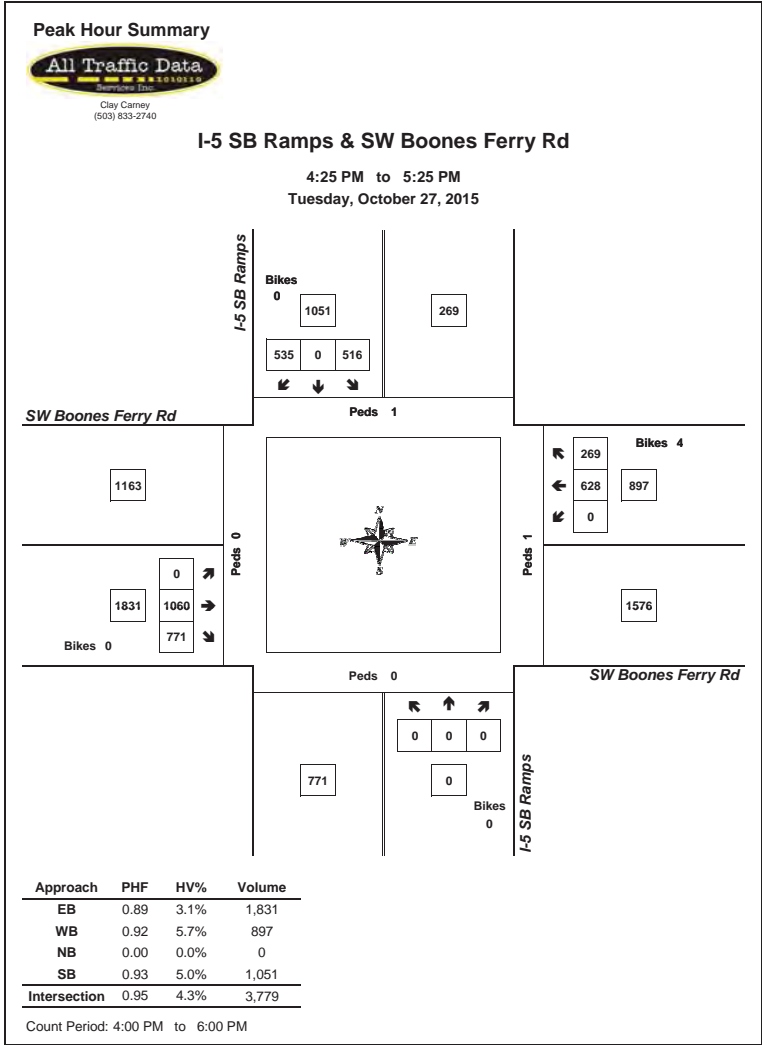 Peak Hour Summary
All Traffic Data
1010110
Services Inc.
Clay Carney
(503) 833-2740
I-5 SB Ramps & SW Boones Ferry Rd
4:25 PM to 5:25 PM
Tuesday, October 27, 2015
I-5 SB Ramps
Bikes
0
1051
269
535 0 516
Peds 1
SW Boones Ferry Rd
Bikes 4
269
1163
628 897
0
N
W E
S
Peds 0
Peds 1
0
1831 1060
1576
771
Bikes 0
Peds 0
SW Boones Ferry Rd
0 0 0
771
0
Bikes
0
I-5 SB Ramps
Approach PHF HV% Volume
EB 0.89 3.1% 1,831
WB 0.92 5.7% 897
NB 0.00 0.0% 0
SB 0.93 5.0% 1,051
Intersection 0.95 4.3% 3,779
Count Period: 4:00 PM to 6:00 PM